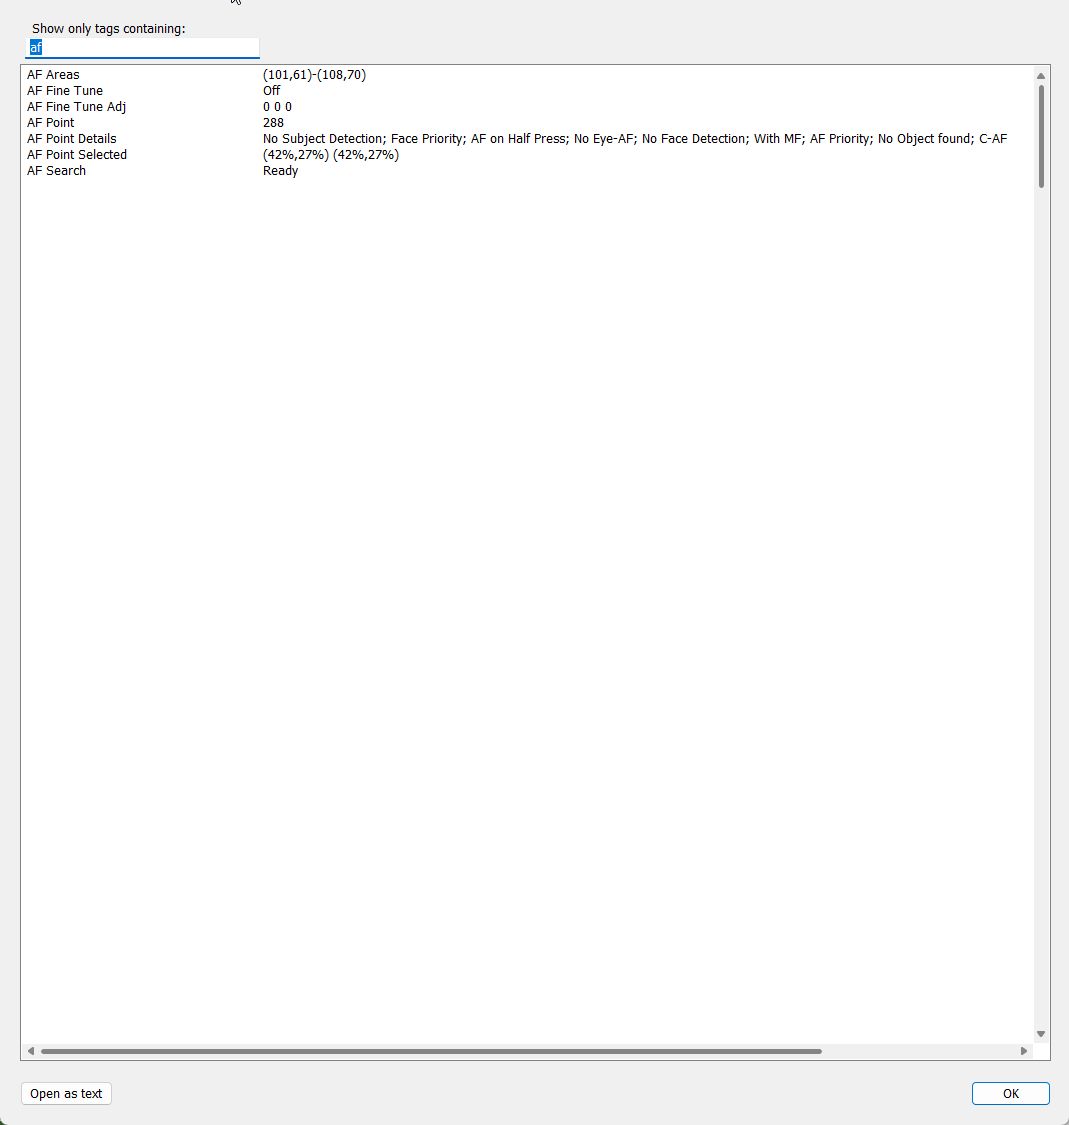 Show only tags containing:
af
AF Areas (101,61)-(108,70)
AF Fine Tune Off
AF Fine Tune Adj 0 0 0
AF Point 288
AF Point Details No Subject Detection; Face Priority; AF on Half Press; No Eye-AF; No Face Detection; With MF; AF Priority; No Object found; C-AF
AF Point Selected (42%,27%) (42%,27%)
AF Search Ready
Open as text OK